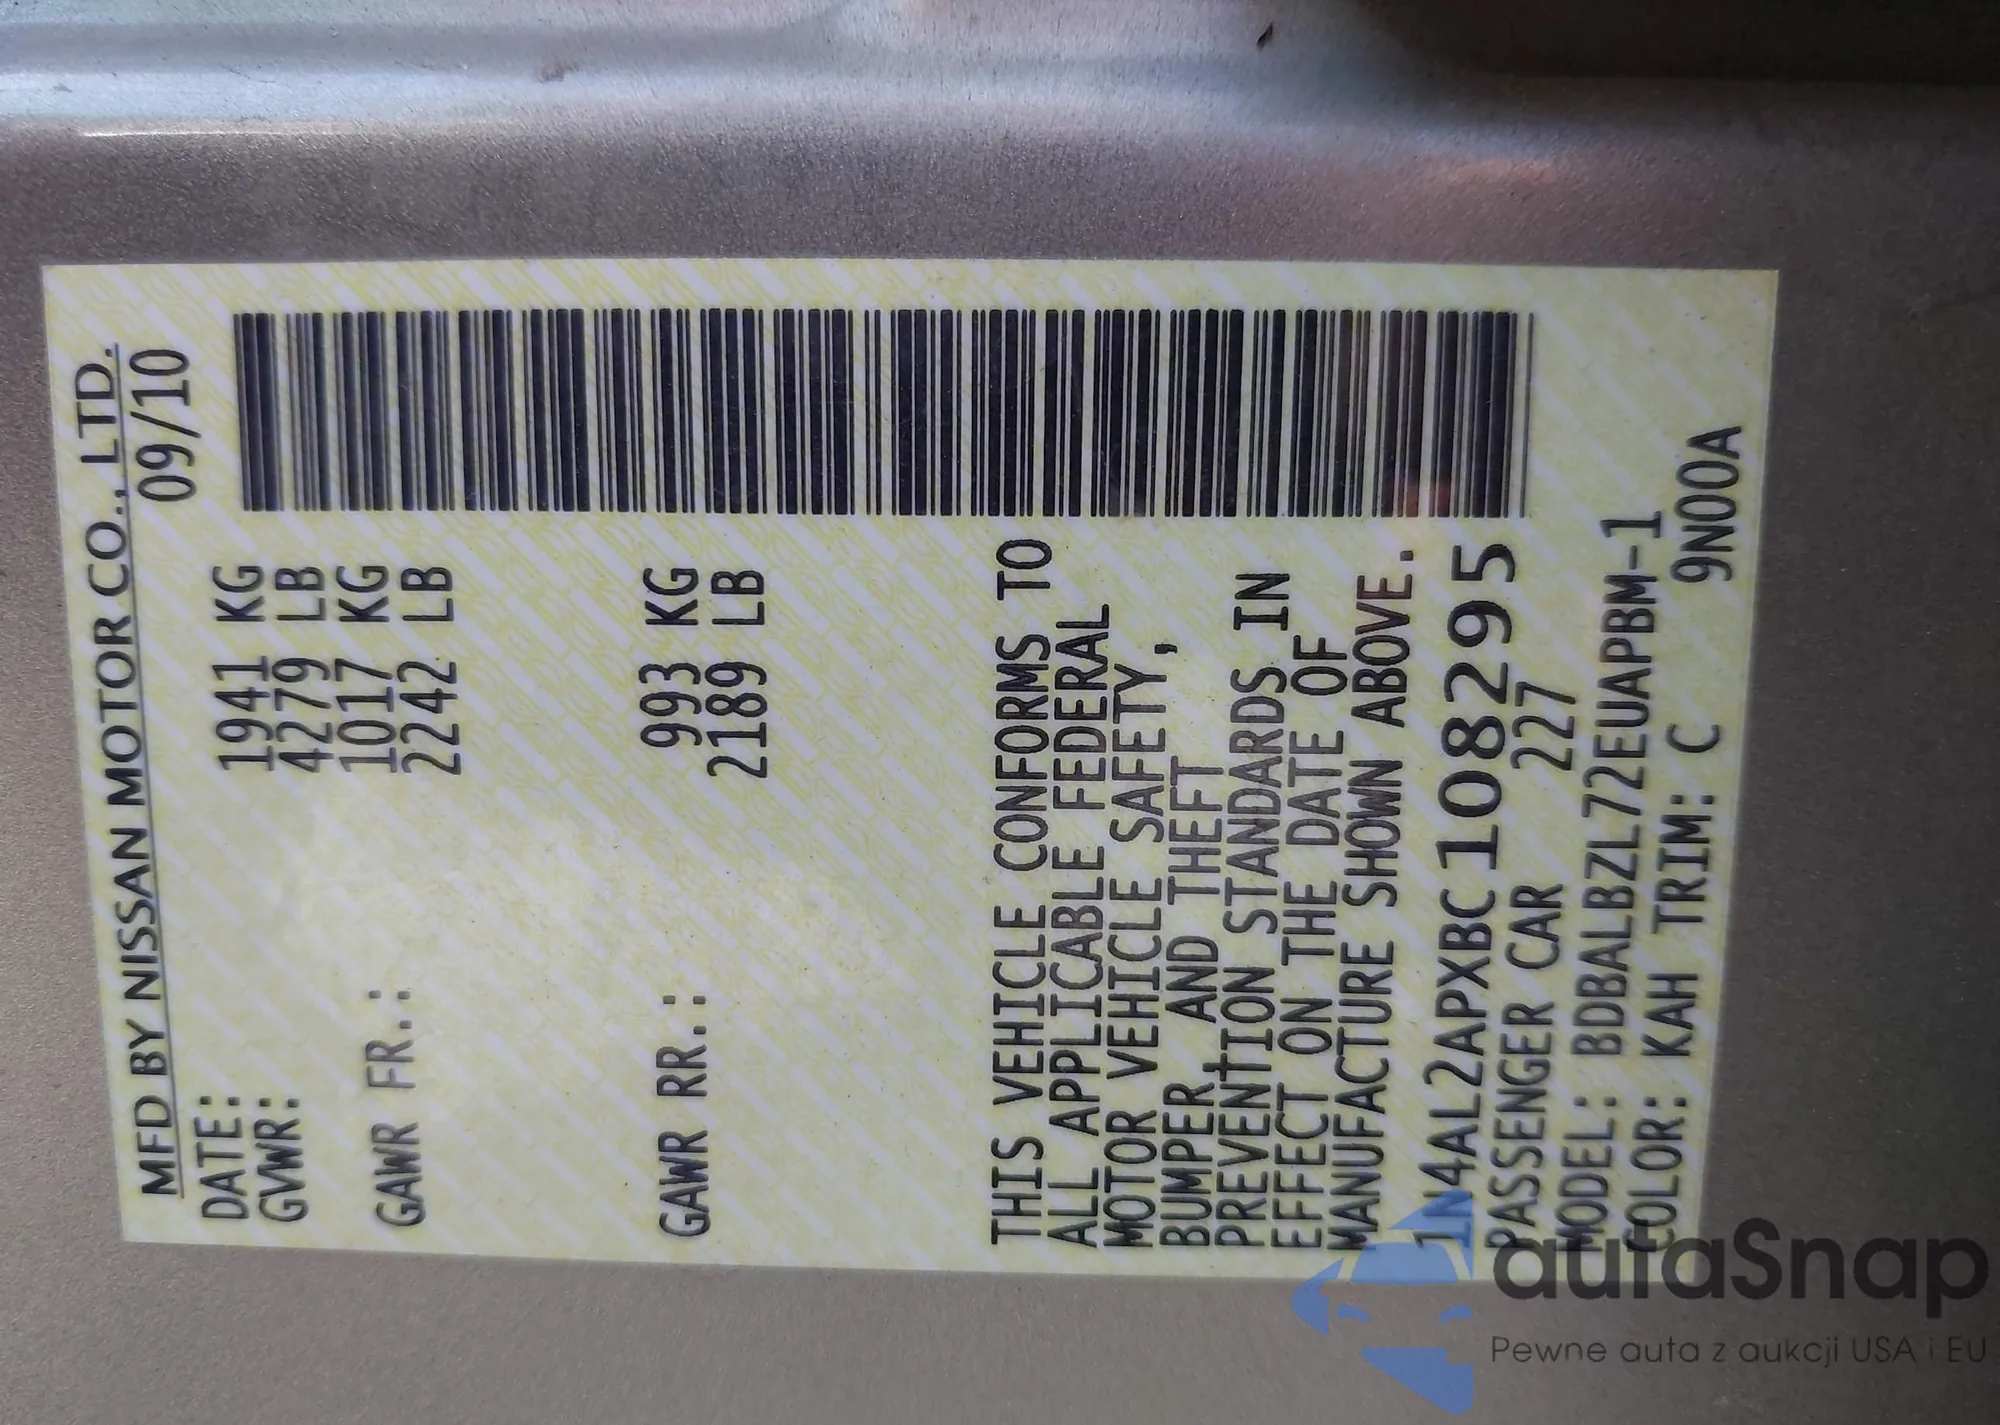 MFD BY NISSAN MOTOR CO., LTD.
DATE: 09/10
GVWR: 1941 KG
4279 LB
GAWR FR.: 1017 KG
2242 LB
GAWR RR.: 993 KG
2189 LB
THIS VEHICLE CONFORMS TO
ALL APPLICABLE FEDERAL
MOTOR VEHICLE SAFETY,
BUMPER AND THEFT
PREVENTION STANDARDS IN
EFFECT ON THE DATE OF
MANUFACTURE SHOWN ABOVE.
1N4AL2APXBC108295
PASSENGER CAR 227
MODEL: BDBALBZL72EUAPBM-1
COLOR: KAH TRIM: C 9N00A
autaSnap
Pewne auta z aukcji USA i EU